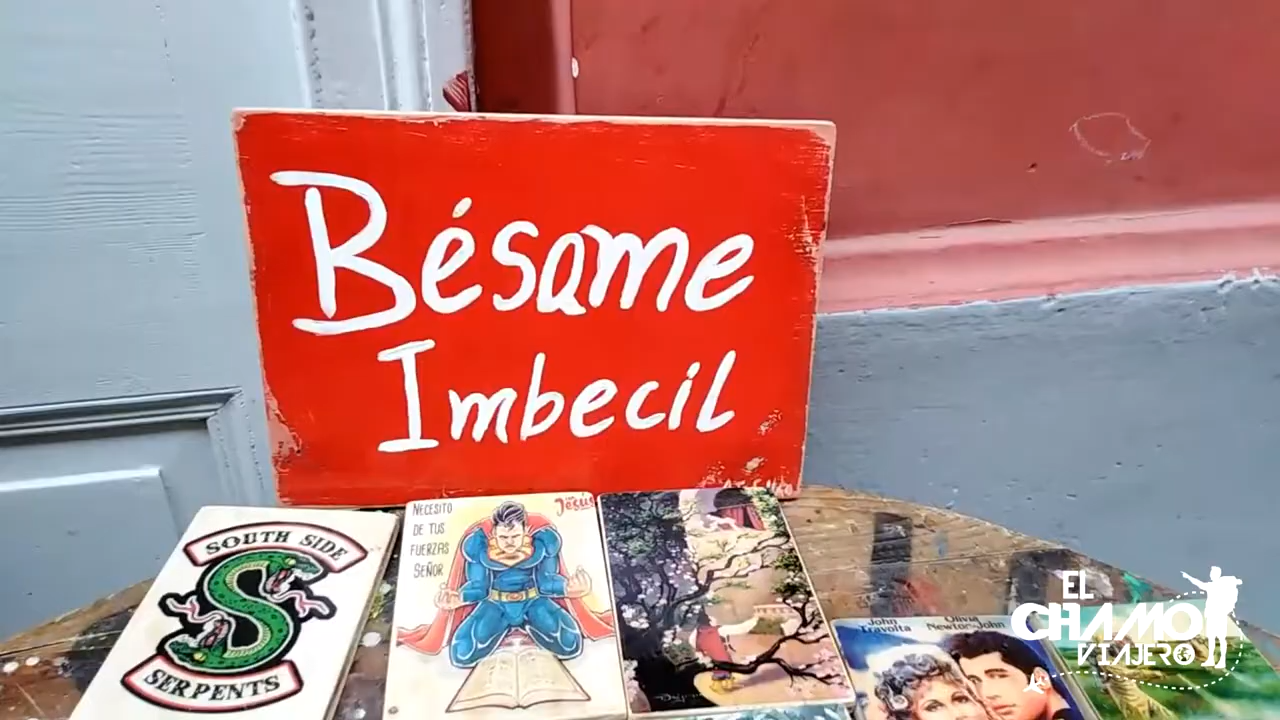 Bésame
Imbecil
SOUTH SIDE
SERPENTS
NECESITO
DE TUS
FUERZAS
SEÑOR
Jesús
John
Travolta
Olivia
Newton-John
EL
CHAMO
VIAJERO